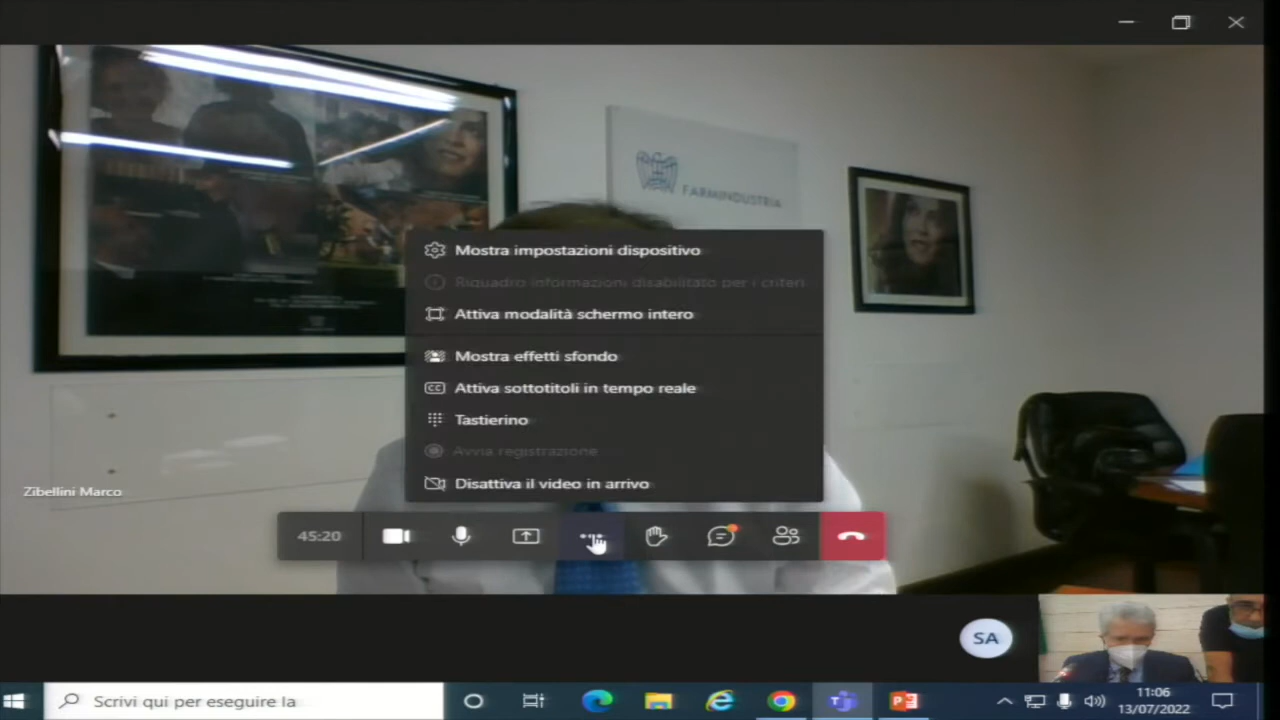 FARMINDUSTRIA
Mostra impostazioni dispositivo
Riquadro informazioni disabilitato per i criteri
Attiva modalità schermo intero
Mostra effetti sfondo
CC Attiva sottotitoli in tempo reale
Tastierino
Avvia registrazione
Disattiva il video in arrivo
Zibellini Marco
45:20
SA
Scrivi qui per eseguire la
11:06
13/07/2022